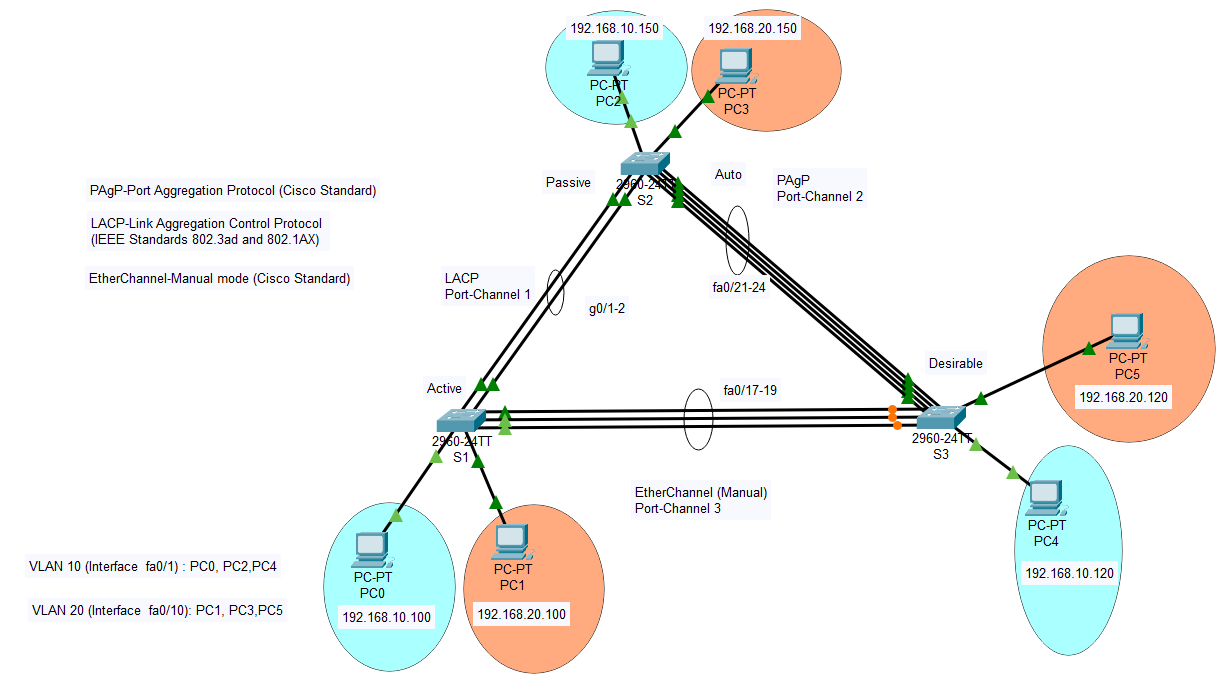 192.168.10.150
192.168.20.150
PC-PT
PC2
PC-PT
PC3
Passive
2960-24TT
S2
Auto
PAgP
Port-Channel 2
PAgP-Port Aggregation Protocol (Cisco Standard)
LACP-Link Aggregation Control Protocol
(IEEE Standards 802.3ad and 802.1AX)
EtherChannel-Manual mode (Cisco Standard)
LACP
Port-Channel 1
g0/1-2
fa0/21-24
Active
fa0/17-19
Desirable
PC-PT
PC5
192.168.20.120
2960-24TT
S1
2960-24TT
S3
EtherChannel (Manual)
Port-Channel 3
PC-PT
PC4
192.168.10.120
PC-PT
PC0
192.168.10.100
PC-PT
PC1
192.168.20.100
VLAN 10 (Interface fa0/1) : PC0, PC2,PC4
VLAN 20 (Interface fa0/10): PC1, PC3,PC5